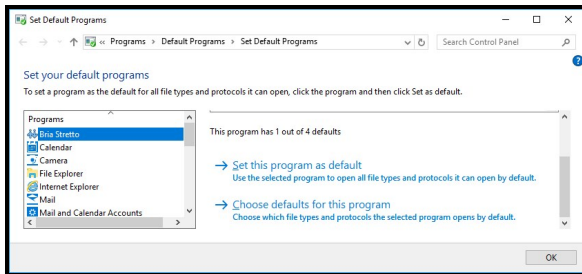 Set Default Programs
« Programs > Default Programs > Set Default Programs
Search Control Panel
Set your default programs
To set a program as the default for all file types and protocols it can open, click the program and then click Set as default.
Programs
Bria Stretto
Calendar
Camera
File Explorer
Internet Explorer
Mail
Mail and Calendar Accounts
This program has 1 out of 4 defaults
→ Set this program as default
Use the selected program to open all file types and protocols it can open by default.
→ Choose defaults for this program
Choose which file types and protocols the selected program opens by default.
OK